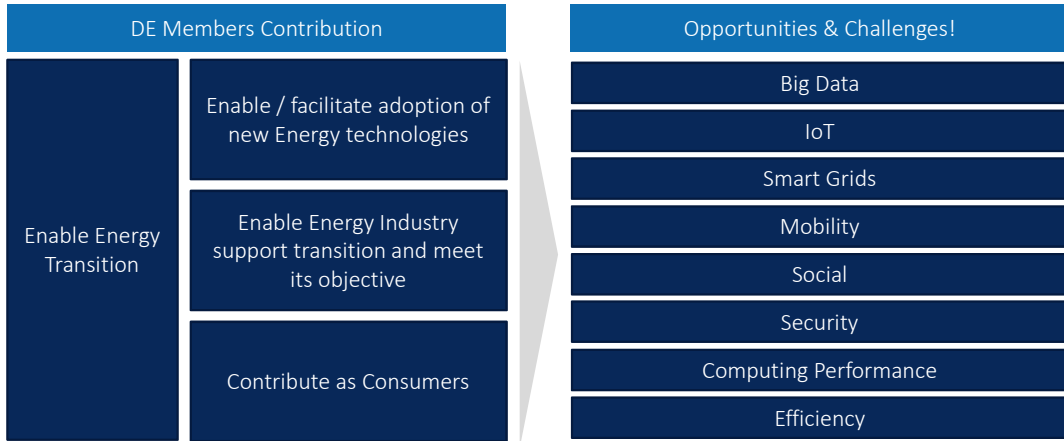 DE Members Contribution
Enable Energy
Transition
Enable / facilitate adoption of
new Energy technologies
Enable Energy Industry
support transition and meet
its objective
Contribute as Consumers
Opportunities & Challenges!
Big Data
IoT
Smart Grids
Mobility
Social
Security
Computing Performance
Efficiency